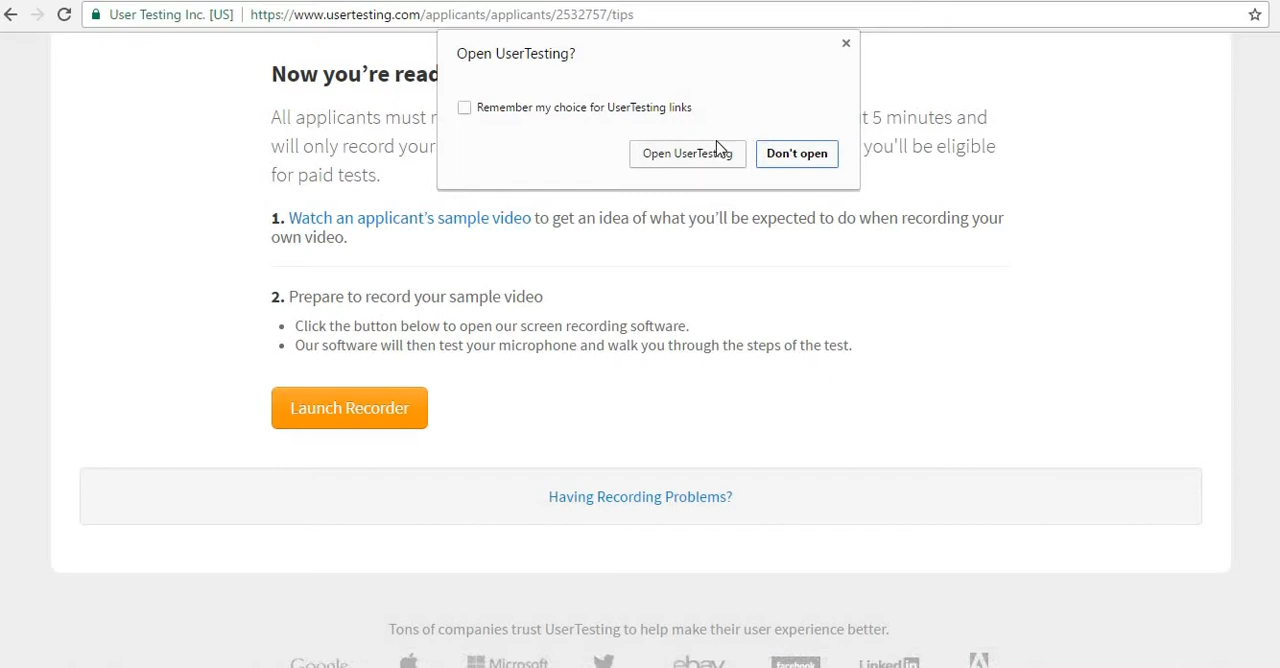 User Testing Inc. [US] | https://www.usertesting.com/applicants/applicants/2532757/tips
Open UserTesting?
Remember my choice for UserTesting links
Open UserTesting
Don't open
Now you're read
All applicants must r
t 5 minutes and
will only record your
you'll be eligible
for paid tests.
1. Watch an applicant's sample video to get an idea of what you'll be expected to do when recording your
own video.
2. Prepare to record your sample video
• Click the button below to open our screen recording software.
• Our software will then test your microphone and walk you through the steps of the test.
Launch Recorder
Having Recording Problems?
Tons of companies trust UserTesting to help make their user experience better.
Google
Microsoft
ebay
facebook
LinkedIn